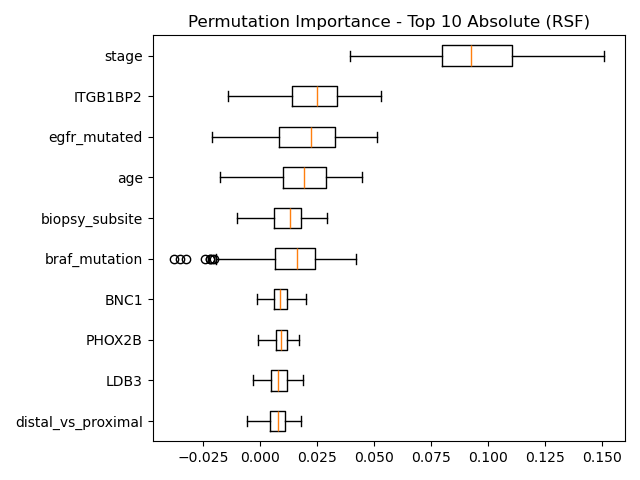 Permutation Importance - Top 10 Absolute (RSF)
stage
ITGB1BP2
egfr_mutated
age
biopsy_subsite
braf_mutation
BNC1
PHOX2B
LDB3
distal_vs_proximal
−0.025 0.000 0.025 0.050 0.075 0.100 0.125 0.150